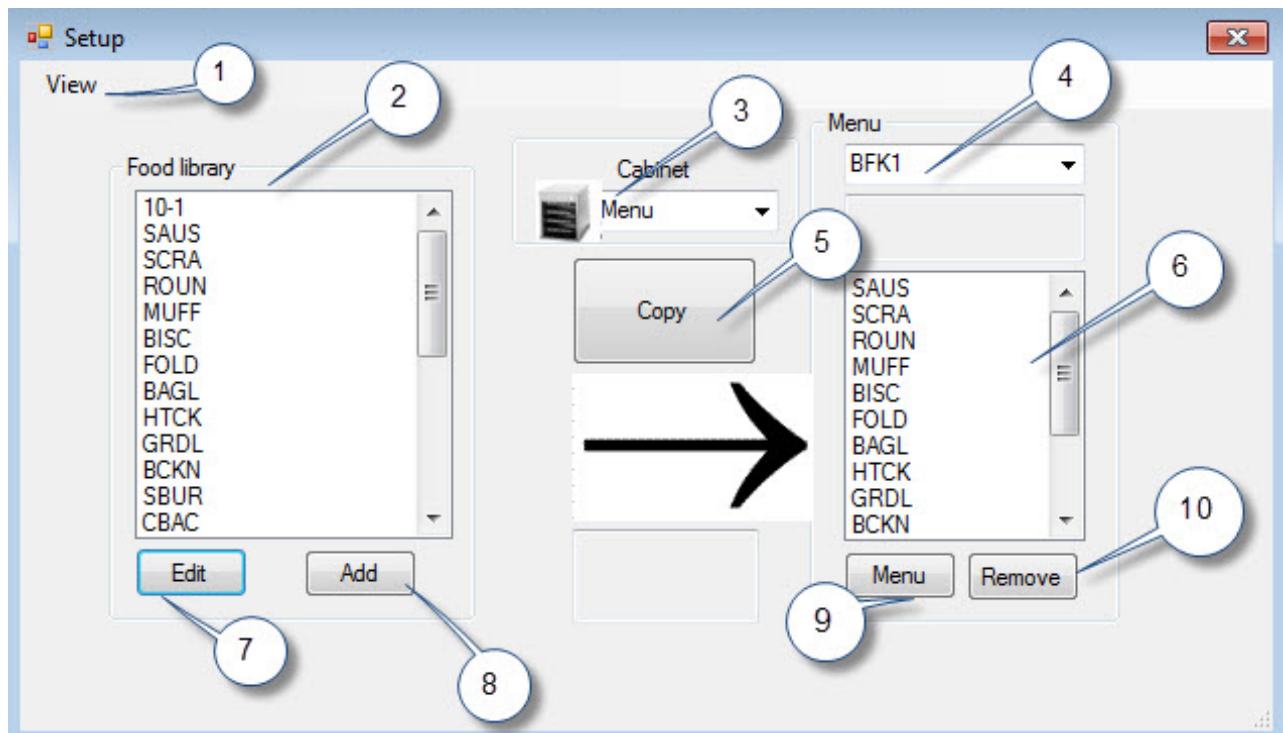 Setup
View
1
2
3
4
5
6
7
8
9
10
Food library
10-1
SAUS
SCRA
ROUN
MUFF
BISC
FOLD
BAGL
HTCK
GRDL
BCKN
SBUR
CBAC
Edit
Add
Cabinet
Menu
Copy
Menu
BFK1
SAUS
SCRA
ROUN
MUFF
BISC
FOLD
BAGL
HTCK
GRDL
BCKN
Menu
Remove